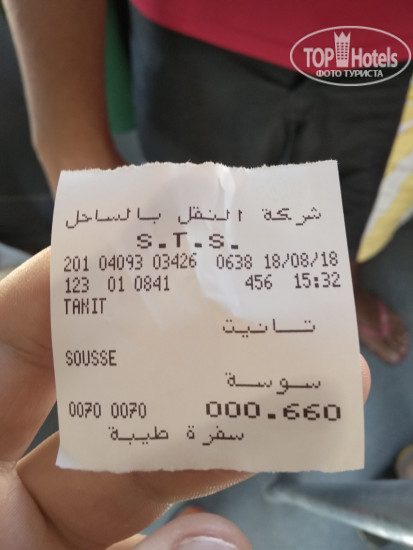 TOP Hotels
ФОТО ТУРИСТА
شركة النقل بالساحل
S.T.S.
201 04093 03426 0638 18/08/18
123 01 0841 456 15:32
TANIT
تانيت
SOUSSE
سوسة
0070 0070 000.660
سفرة طيبة